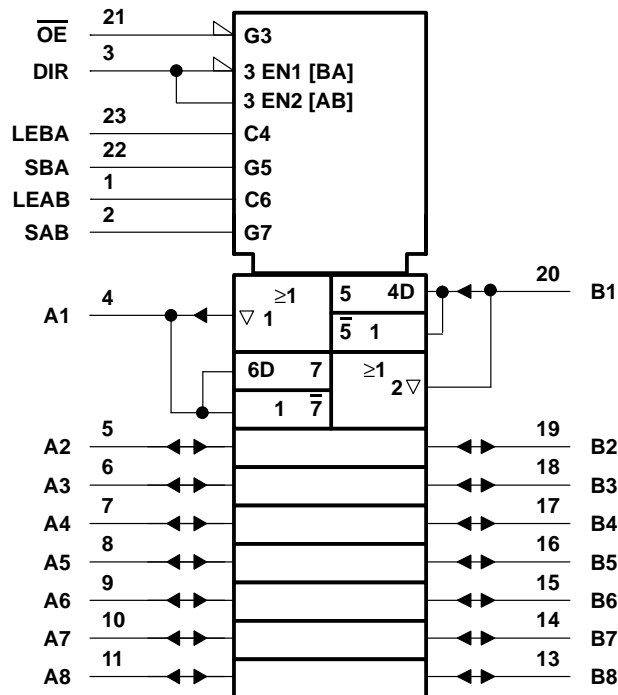 21
OE G3
3
DIR 3 EN1 [BA]
3 EN2 [AB]
23
LEBA C4
22
SBA G5
1
LEAB C6
2
SAB G7
4 ≥1 5 4D 20
A1 ▽ 1 5̅ 1 B1
6D 7 ≥1
1 7̅ 2 ▽
5 19
A2 B2
6 18
A3 B3
7 17
A4 B4
8 16
A5 B5
9 15
A6 B6
10 14
A7 B7
11 13
A8 B8